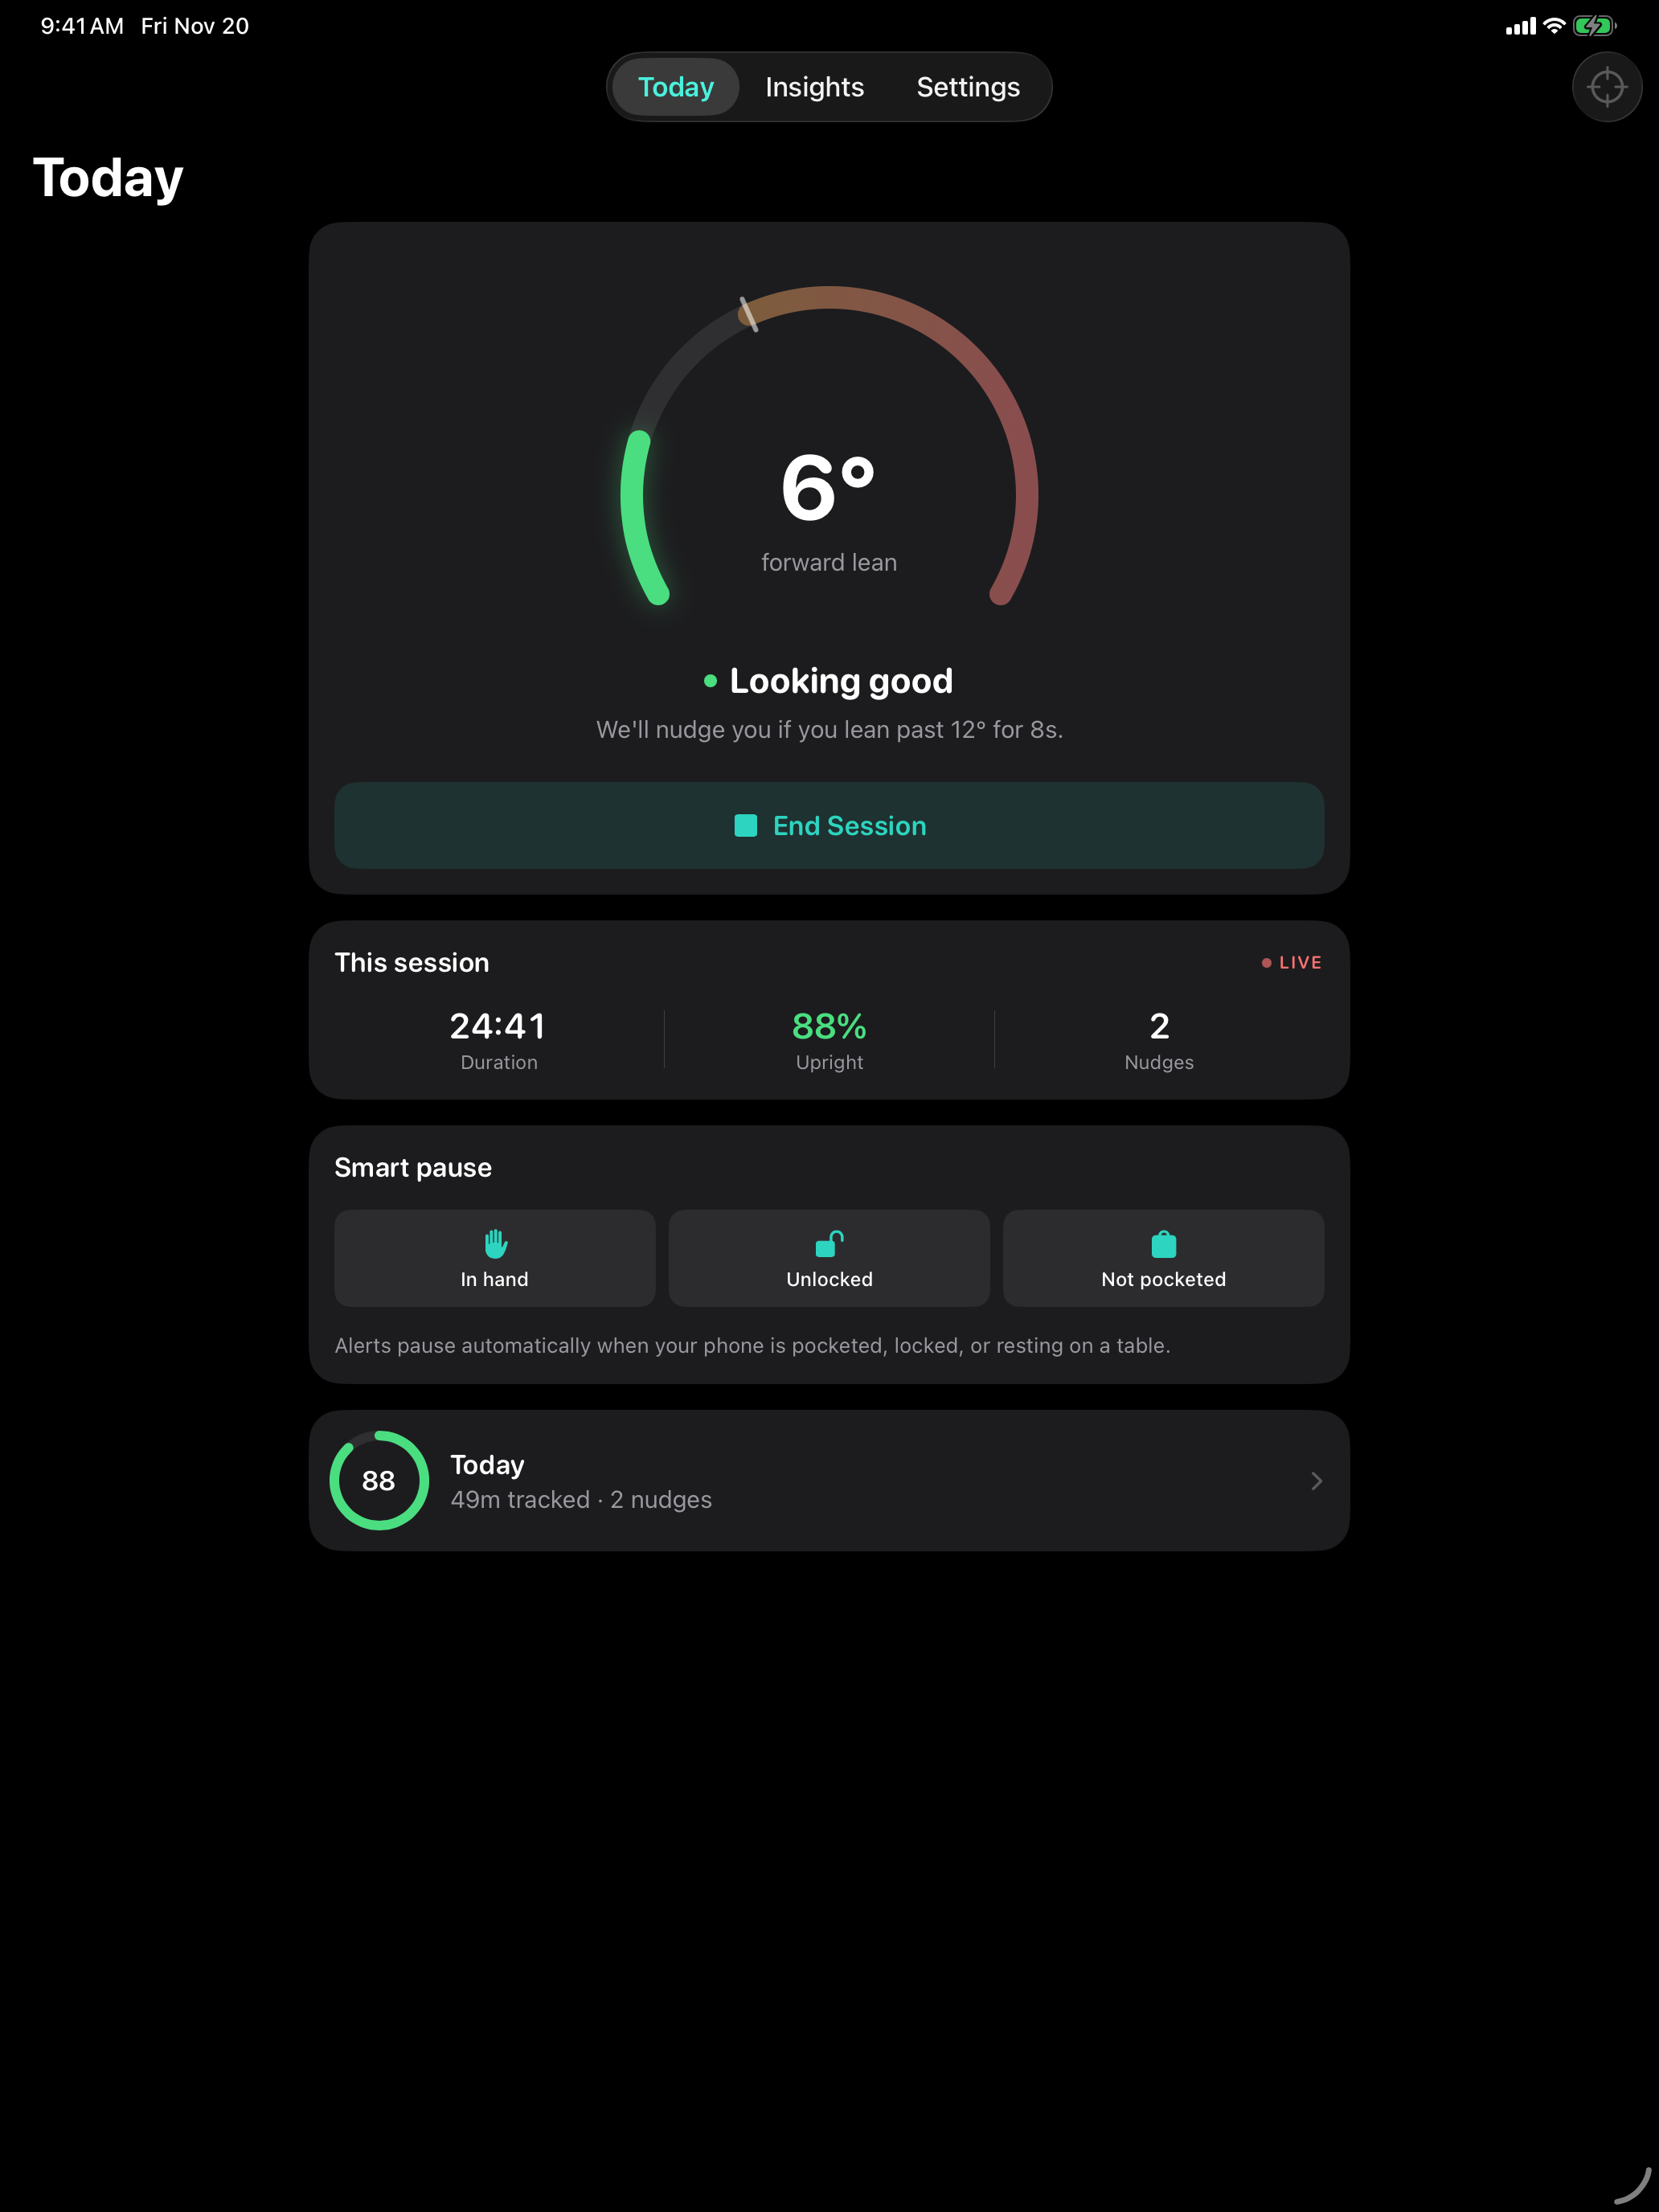 9:41 AM Fri Nov 20
Today Insights Settings
Today
6°
forward lean
Looking good
We'll nudge you if you lean past 12° for 8s.
End Session
This session
LIVE
24:41
88%
2
Duration
Upright
Nudges
Smart pause
In hand
Unlocked
Not pocketed
Alerts pause automatically when your phone is pocketed, locked, or resting on a table.
88
Today
49m tracked · 2 nudges